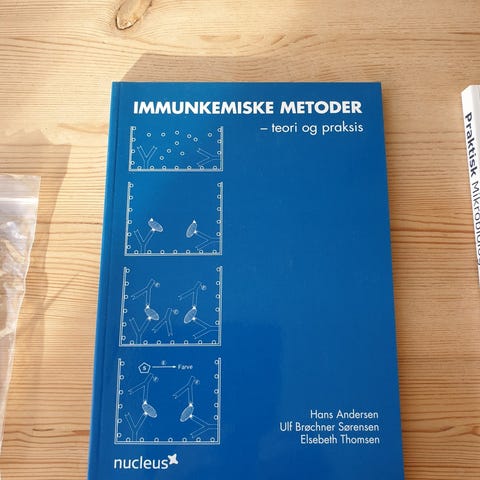 IMMUNKEMISKE METODER
– teori og praksis
E
E
E
S
E
Farve
E
E
Hans Andersen
Ulf Brøchner Sørensen
Elsebeth Thomsen
nucleus
Praktisk